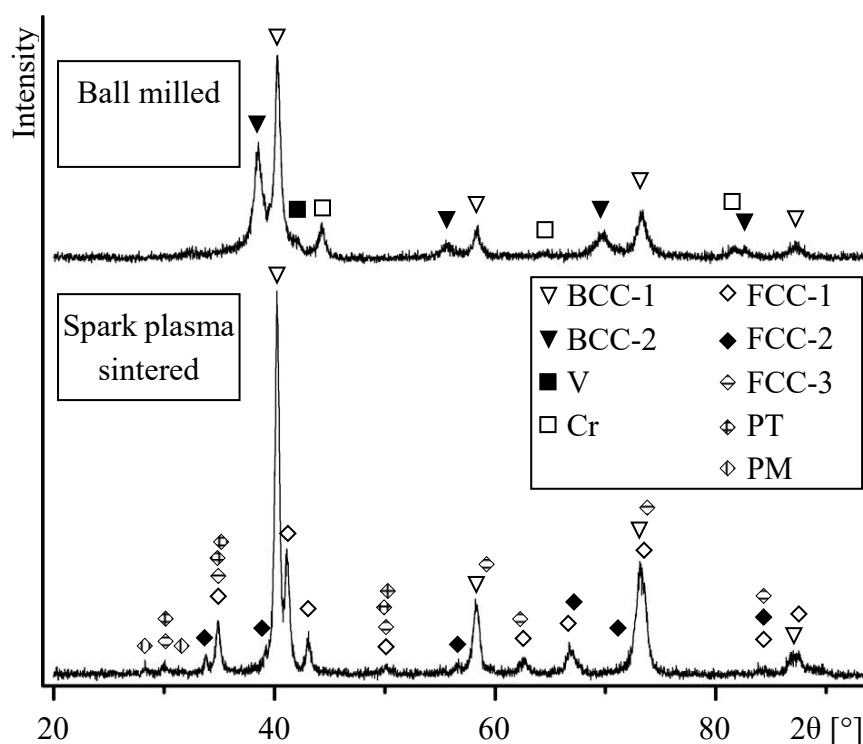 Intensity
Ball milled
Spark plasma
sintered
BCC-1
BCC-2
V
Cr
FCC-1
FCC-2
FCC-3
PT
PM
20
40
60
80
2θ [°]